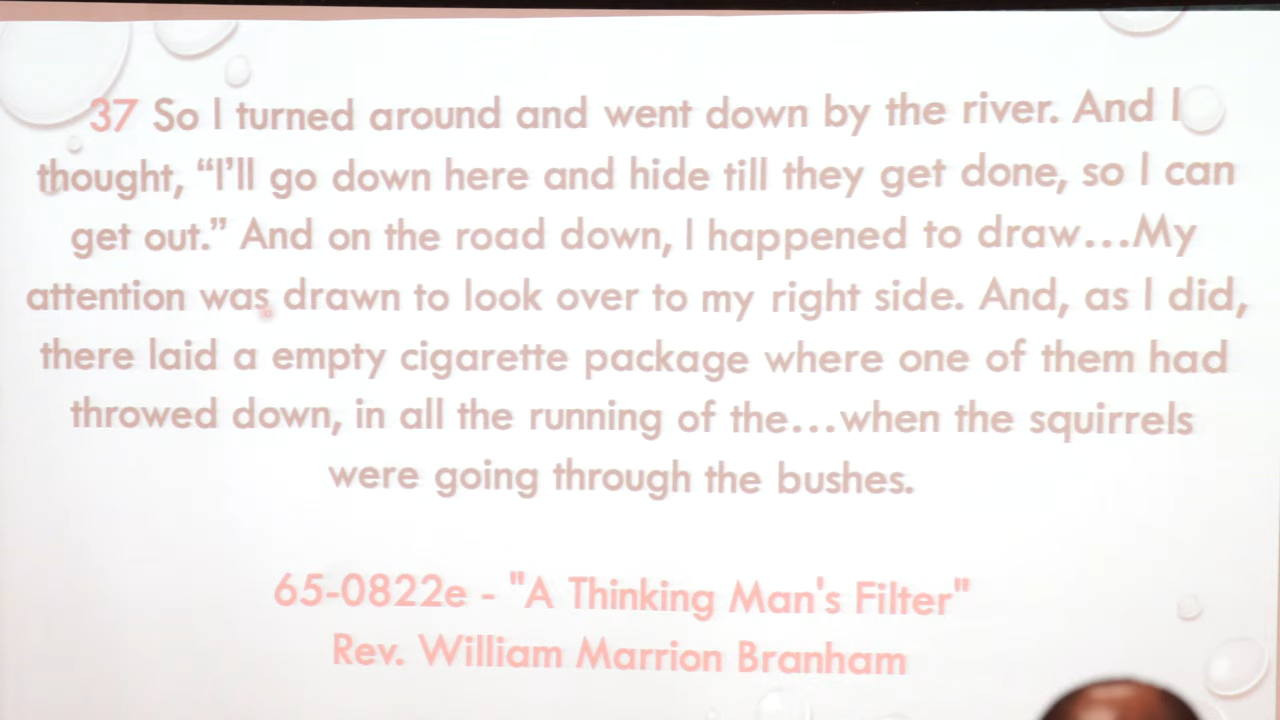 37 So I turned around and went down by the river. And I
thought, “I’ll go down here and hide till they get done, so I can
get out.” And on the road down, I happened to draw…My
attention was drawn to look over to my right side. And, as I did,
there laid a empty cigarette package where one of them had
throwed down, in all the running of the…when the squirrels
were going through the bushes.
65-0822e - "A Thinking Man's Filter"
Rev. William Marrion Branham